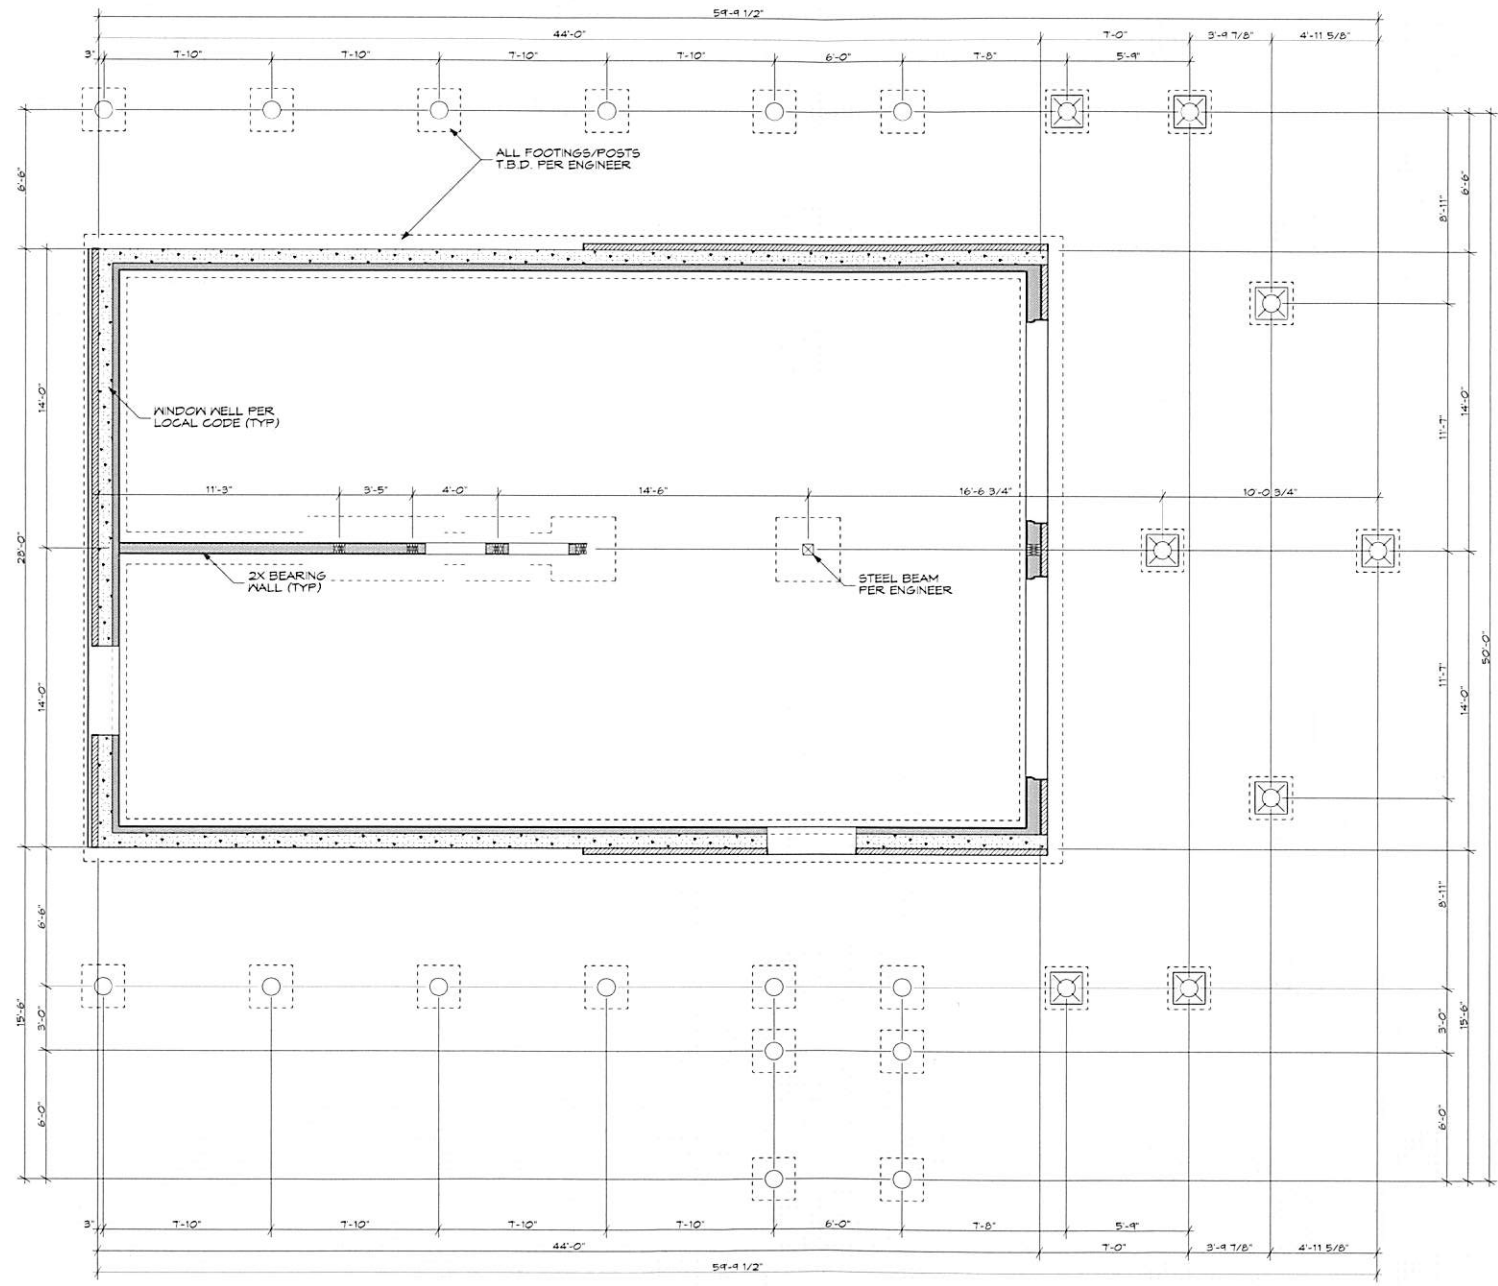 59'-9 1/2"
44'-0" 7'-0" 3'-9 7/8" 4'-11 5/8"
3" 7'-10" 7'-10" 7'-10" 7'-10" 6'-0" 7'-8" 5'-9"
ALL FOOTINGS/POSTS
T.B.D. PER ENGINEER
6'-6" 8'-11" 6'-6"
14'-0" 11'-7" 14'-0"
WINDOW WELL PER
LOCAL CODE (TYP)
11'-3" 3'-5" 4'-0" 14'-6" 16'-6 3/4" 10'-0 3/4"
28'-0"
2X BEARING
WALL (TYP)
STEEL BEAM
PER ENGINEER
50'-0"
14'-0" 11'-7" 14'-0"
6'-6" 8'-11"
15'-6" 3'-0" 3'-0" 15'-6"
6'-0" 6'-0"
3" 7'-10" 7'-10" 7'-10" 7'-10" 6'-0" 7'-8" 5'-9"
44'-0" 7'-0" 3'-9 7/8" 4'-11 5/8"
59'-9 1/2"